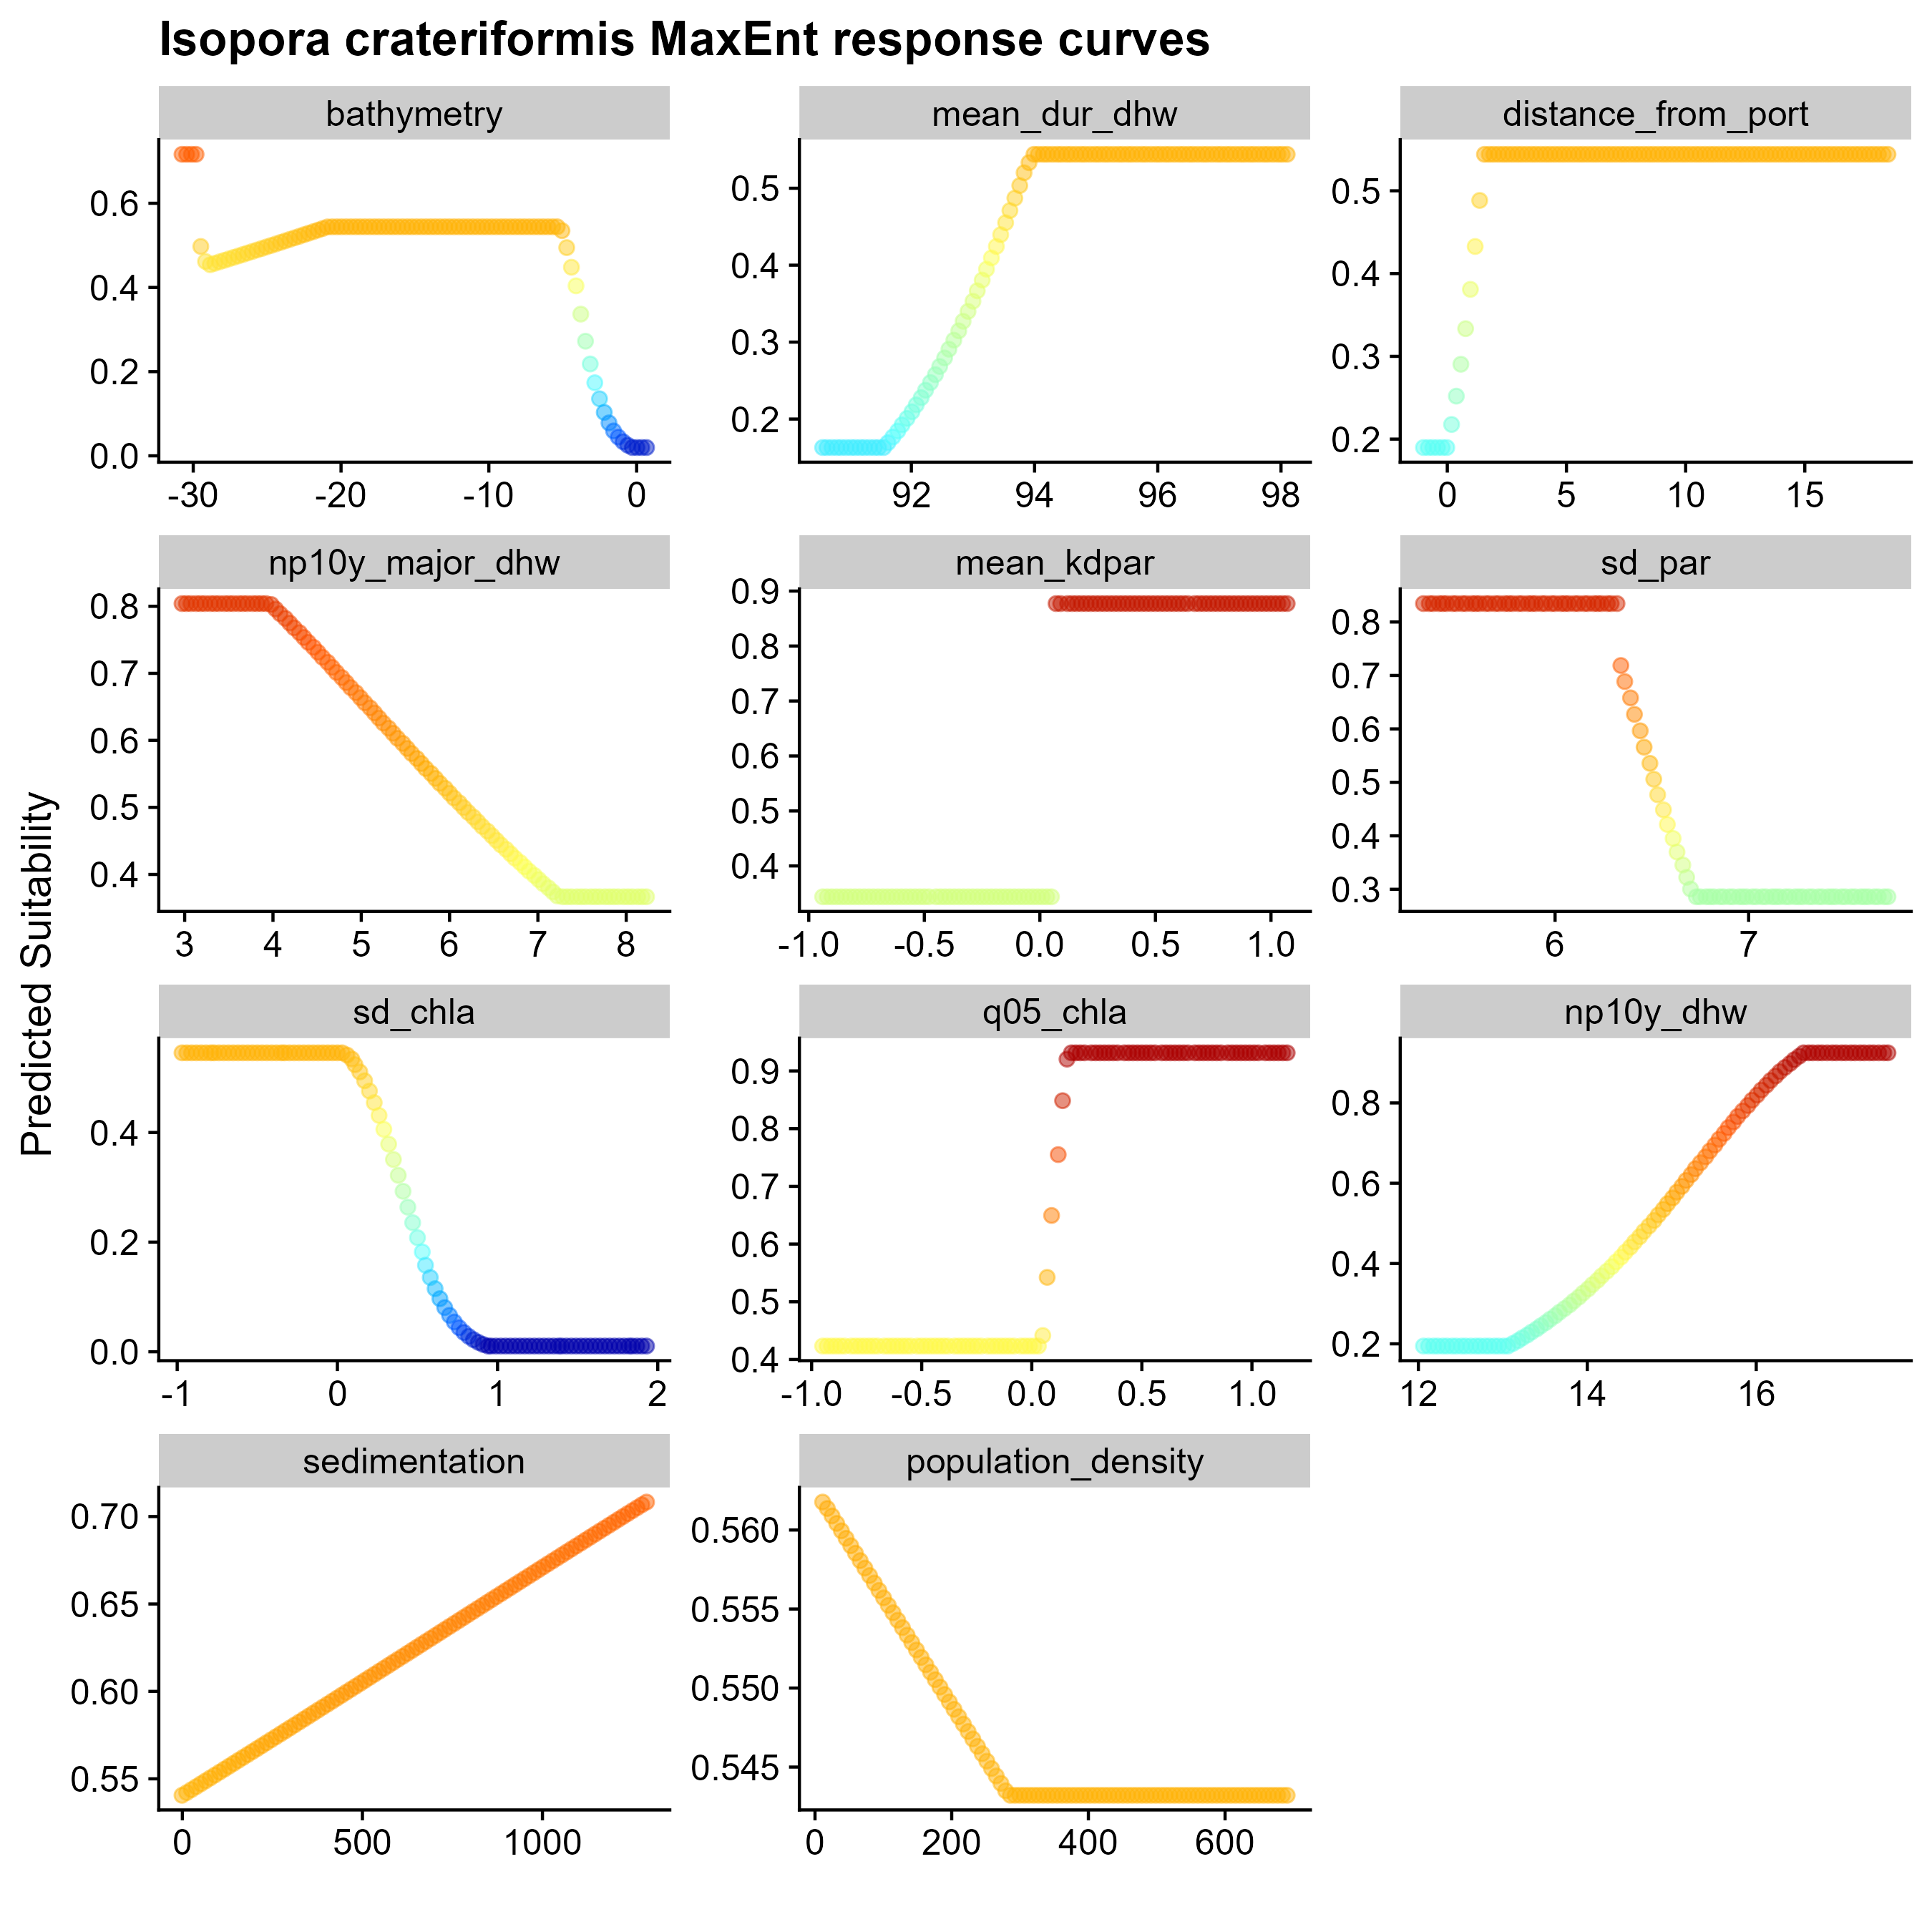 Isopora crateriformis MaxEnt response curves
bathymetry
mean_dur_dhw
distance_from_port
0.6
0.4
0.2
0.0
-30 -20 -10 0
0.5
0.4
0.3
0.2
92 94 96 98
0.5
0.4
0.3
0.2
0 5 10 15
np10y_major_dhw
mean_kdpar
sd_par
0.8
0.7
0.6
0.5
0.4
3 4 5 6 7 8
0.9
0.8
0.7
0.6
0.5
0.4
-1.0 -0.5 0.0 0.5 1.0
0.8
0.7
0.6
0.5
0.4
0.3
6 7
Predicted Suitability
sd_chla
q05_chla
np10y_dhw
0.4
0.2
0.0
-1 0 1 2
0.9
0.8
0.7
0.6
0.5
0.4
-1.0 -0.5 0.0 0.5 1.0
0.8
0.6
0.4
0.2
12 14 16
sedimentation
population_density
0.70
0.65
0.60
0.55
0 500 1000
0.560
0.555
0.550
0.545
0 200 400 600